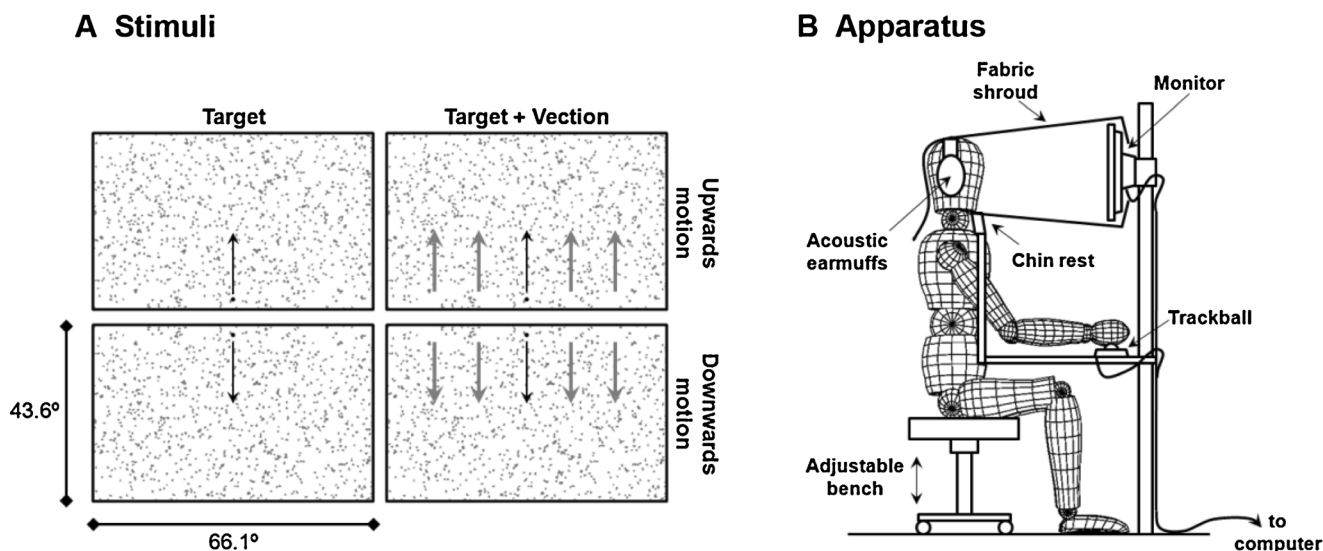 A Stimuli
Target
Target + Vection
Upwards
motion
Downwards
motion
43.6º
66.1º
B Apparatus
Fabric
shroud
Monitor
Acoustic
earmuffs
Chin rest
Trackball
Adjustable
bench
to
computer